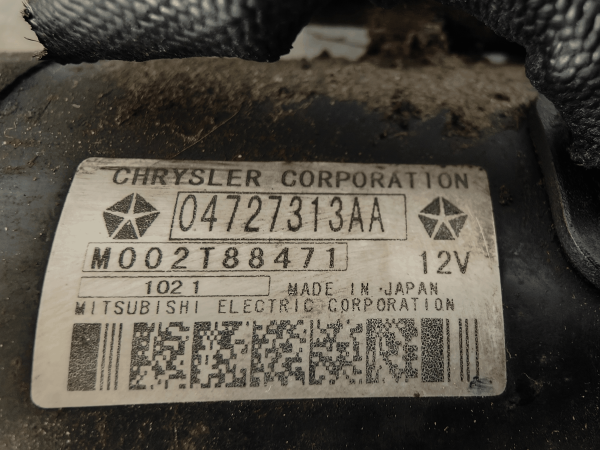 CHRYSLER CORPORATION
04727313AA
M002T88471 12V
1021 MADE IN JAPAN
MITSUBISHI ELECTRIC CORPORATION